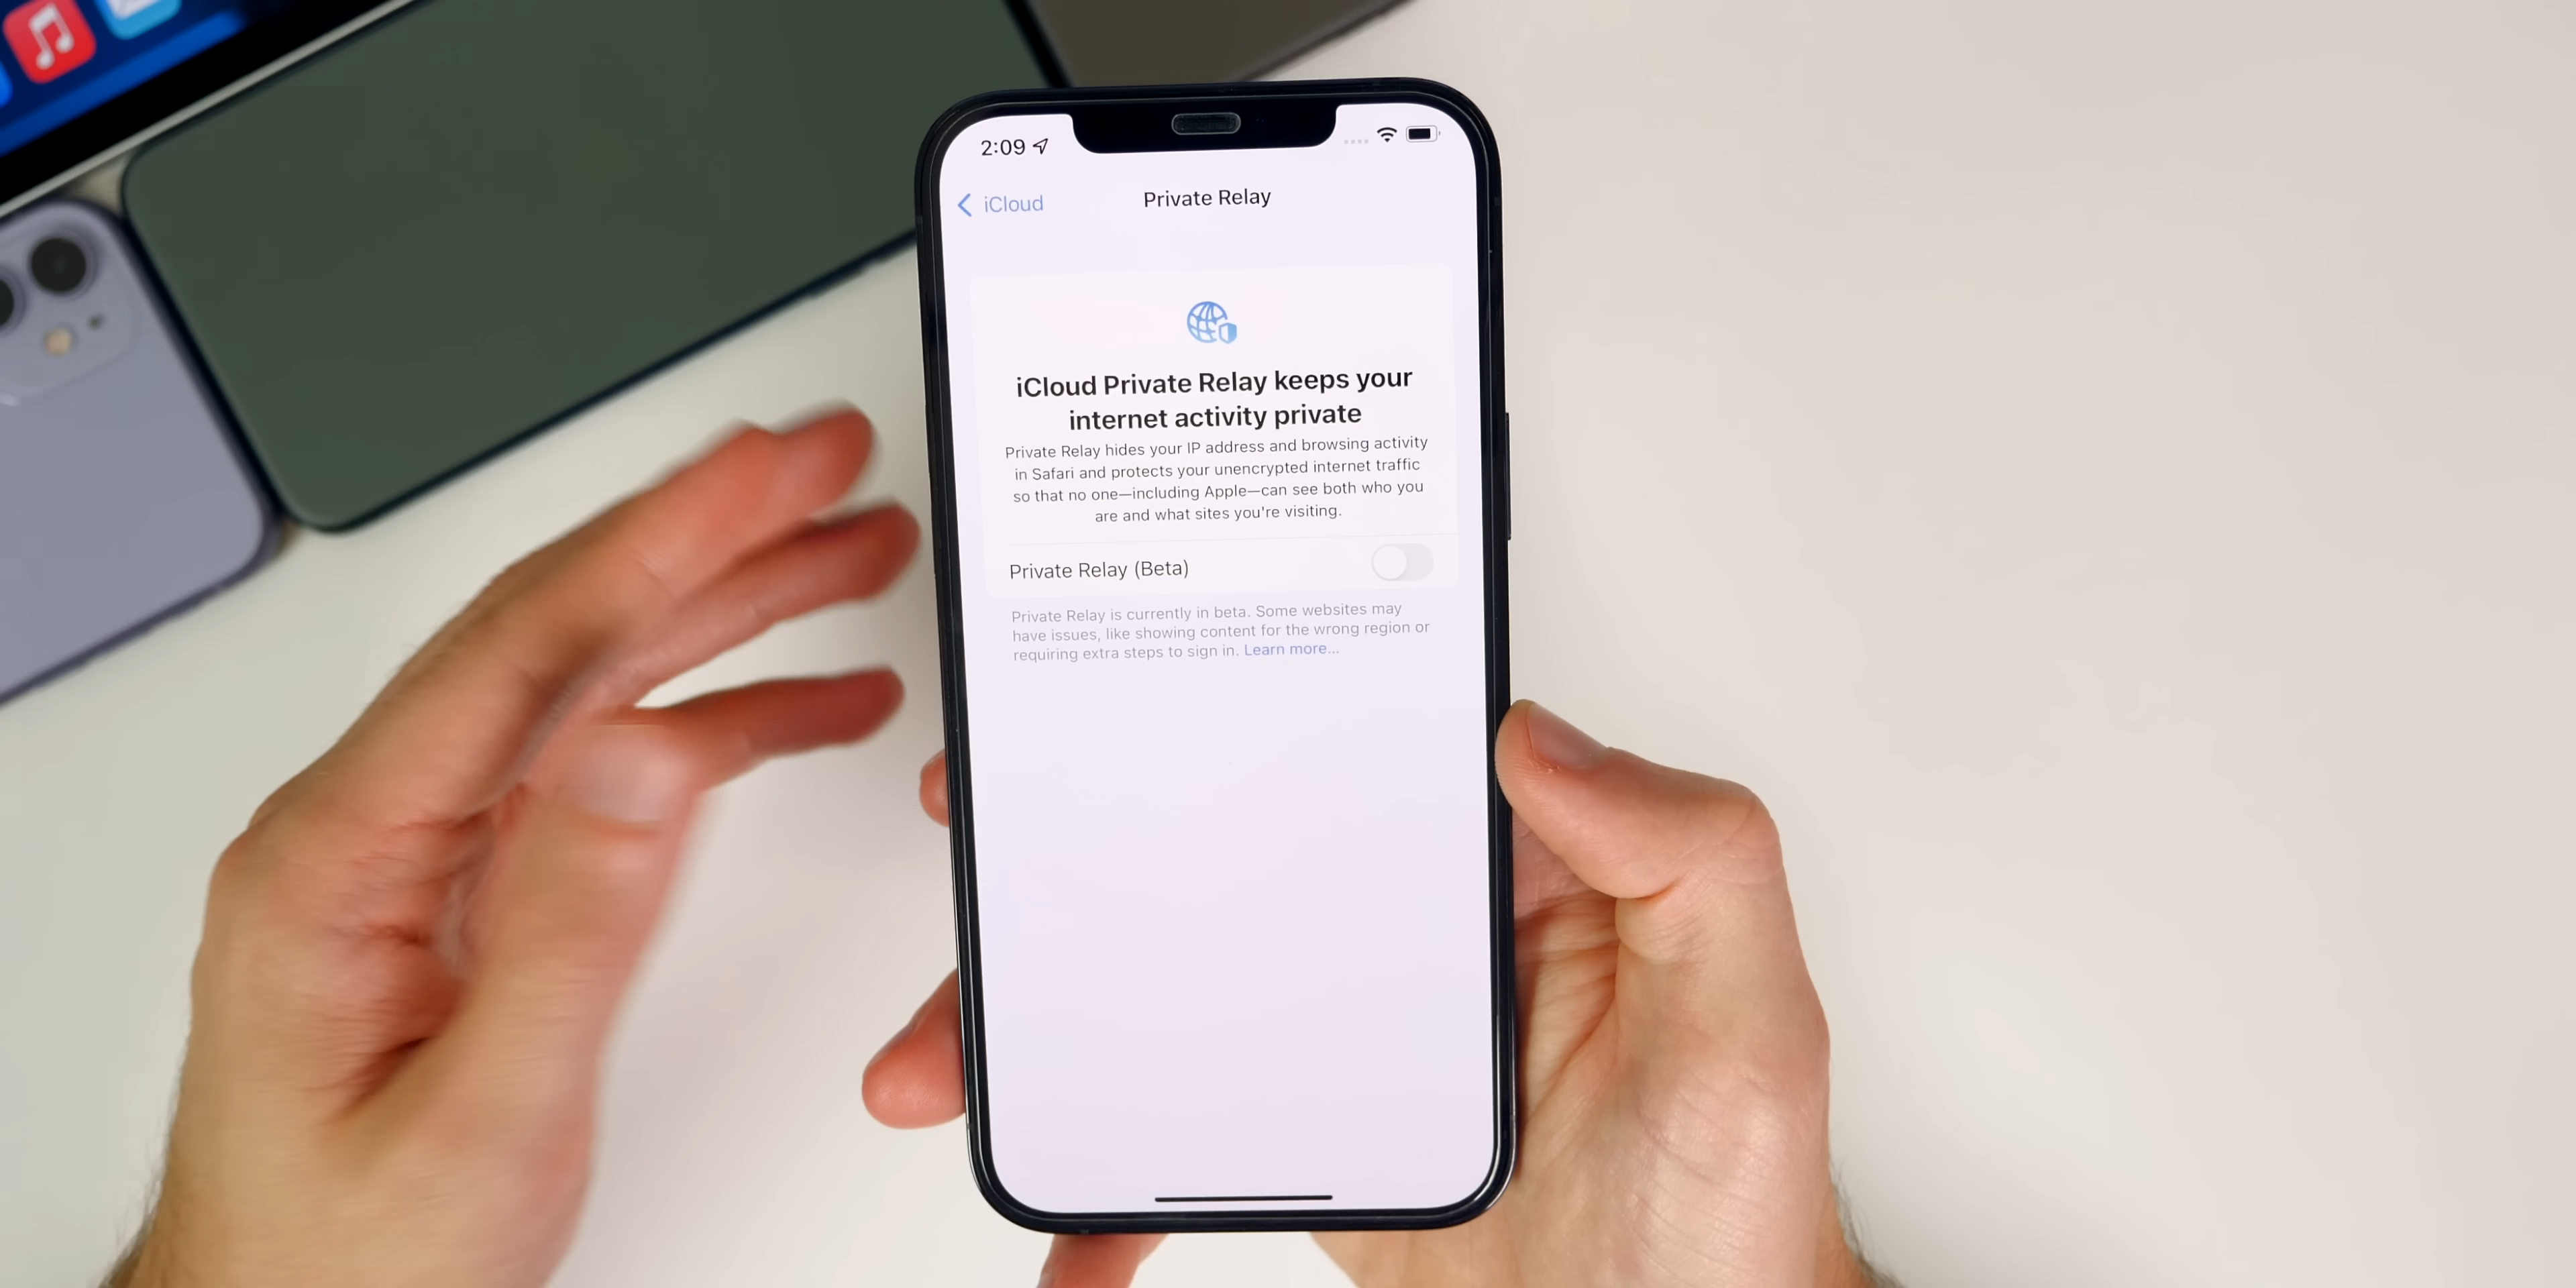 2:09
iCloud
Private Relay
iCloud Private Relay keeps your
internet activity private
Private Relay hides your IP address and browsing activity
in Safari and protects your unencrypted internet traffic
so that no one—including Apple—can see both who you
are and what sites you're visiting.
Private Relay (Beta)
Private Relay is currently in beta. Some websites may
have issues, like showing content for the wrong region or
requiring extra steps to sign in. Learn more...